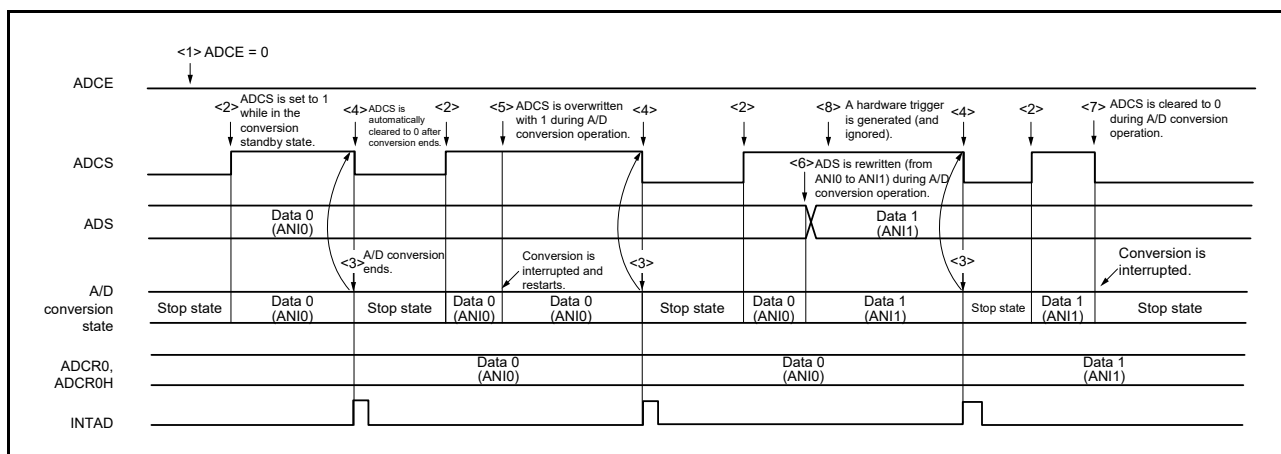 <1> ADCE = 0
ADCE
<2> ADCS is set to 1
while in the
conversion
standby state.
<4> ADCS is
automatically
cleared to 0 after
conversion ends.
<2>
<5> ADCS is overwritten
with 1 during A/D
conversion operation.
<4>
<2>
<8> A hardware trigger
is generated (and
ignored).
<4>
<2>
<7> ADCS is cleared to 0
during A/D conversion
operation.
ADCS
<6> ADS is rewritten (from
ANI0 to ANI1) during A/D
conversion operation.
ADS
Data 0
(ANI0)
Data 1
(ANI1)
<3> A/D conversion
ends.
Conversion is
interrupted and
restarts.
<3>
<3>
Conversion is
interrupted.
A/D
conversion
state
Stop state
Data 0
(ANI0)
Stop state
Data 0
(ANI0)
Data 0
(ANI0)
Stop state
Data 0
(ANI0)
Data 1
(ANI1)
Stop state
Data 1
(ANI1)
Stop state
ADCR0,
ADCR0H
Data 0
(ANI0)
Data 0
(ANI0)
Data 1
(ANI1)
INTAD